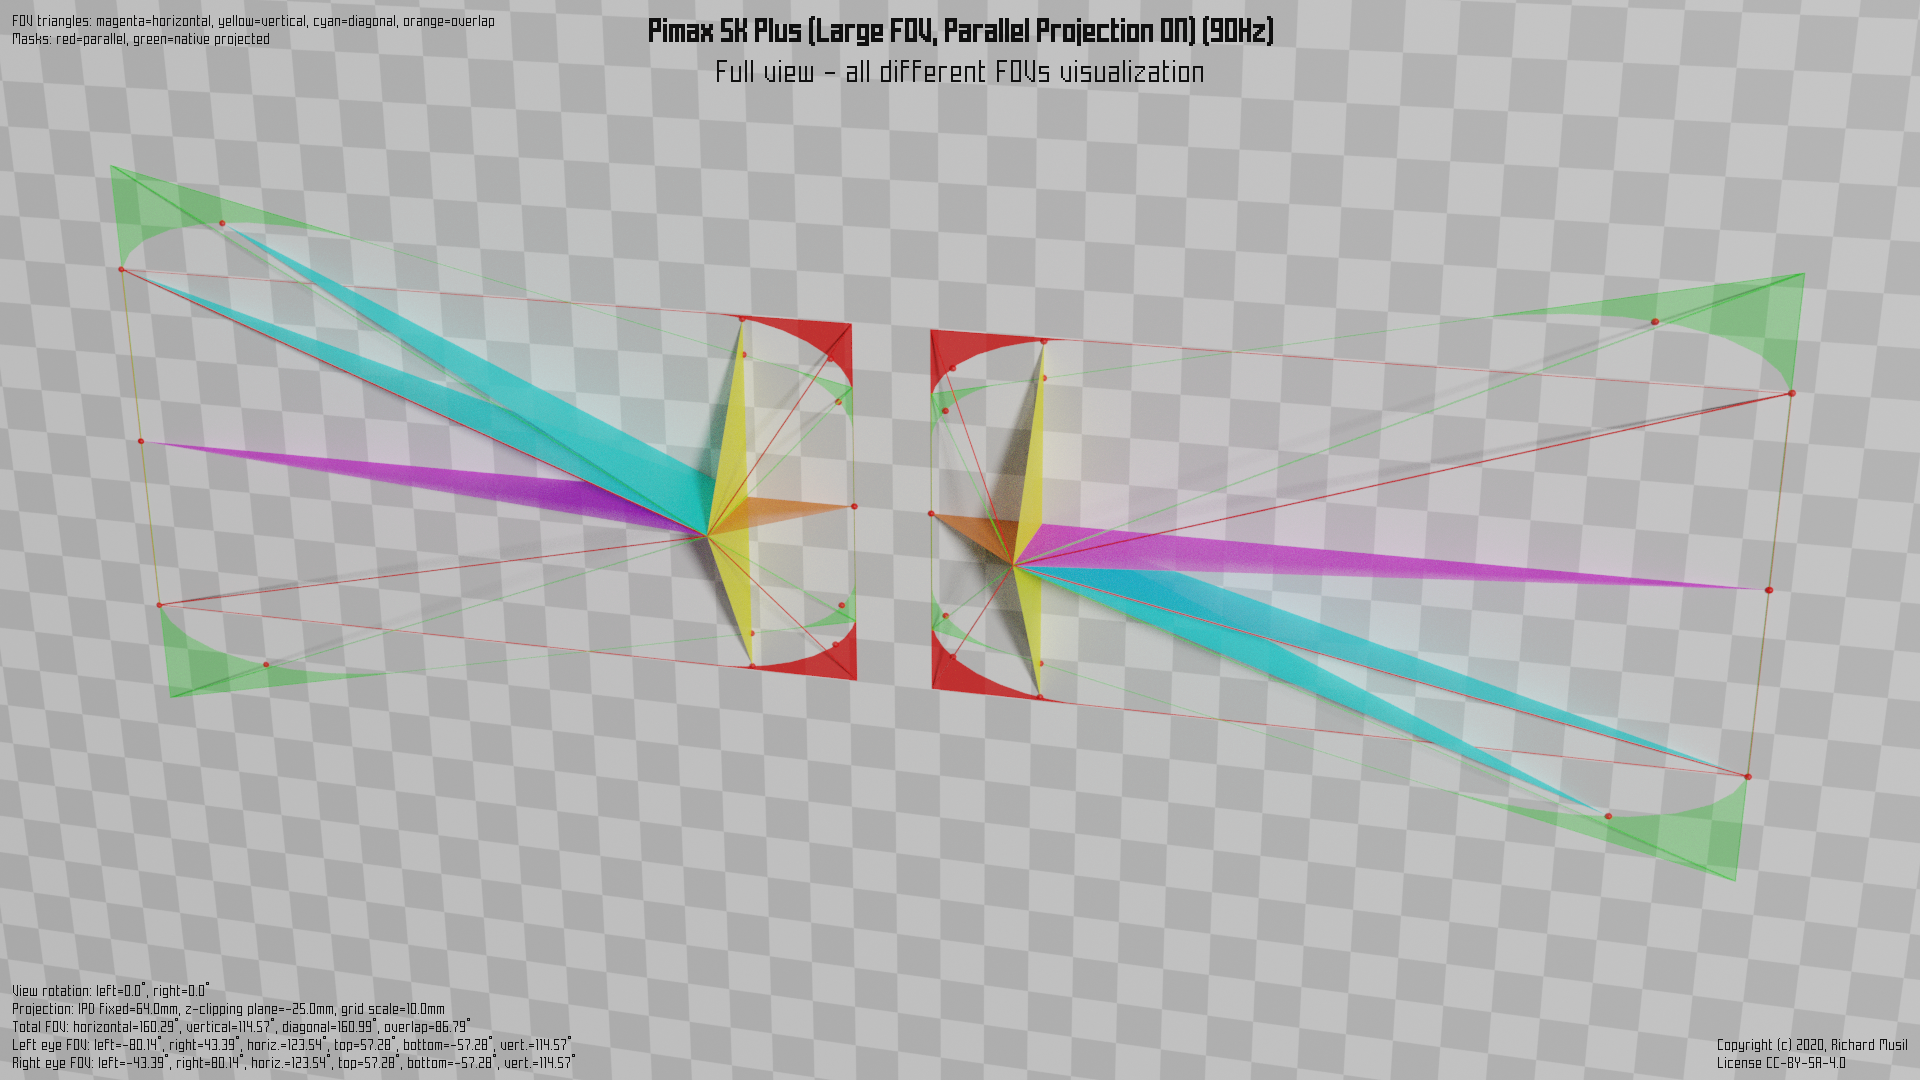 FOV triangles: magenta=horizontal, yellow=vertical, cyan=diagonal, orange=overlap
Masks: red=parallel, green=native projected
Pimax 5K Plus (Large FOV, Parallel Projection ON) (90Hz)
Full view - all different FOVs visualization
View rotation: left=0.0°, right=0.0°
Projection: IPD fixed=64.0mm, z-clipping plane=-25.0mm, grid scale=10.0mm
Total FOV: horizontal=160.29°, vertical=114.57°, diagonal=160.99°, overlap=86.79°
Left eye FOV: left=-80.14°, right=43.39°, horiz.=123.54°, top=57.28°, bottom=-57.28°, vert.=114.57°
Right eye FOV: left=-43.39°, right=80.14°, horiz.=123.54°, top=57.28°, bottom=-57.28°, vert.=114.57°
Copyright (c) 2020, Richard Musil
License CC-BY-SA-4.0